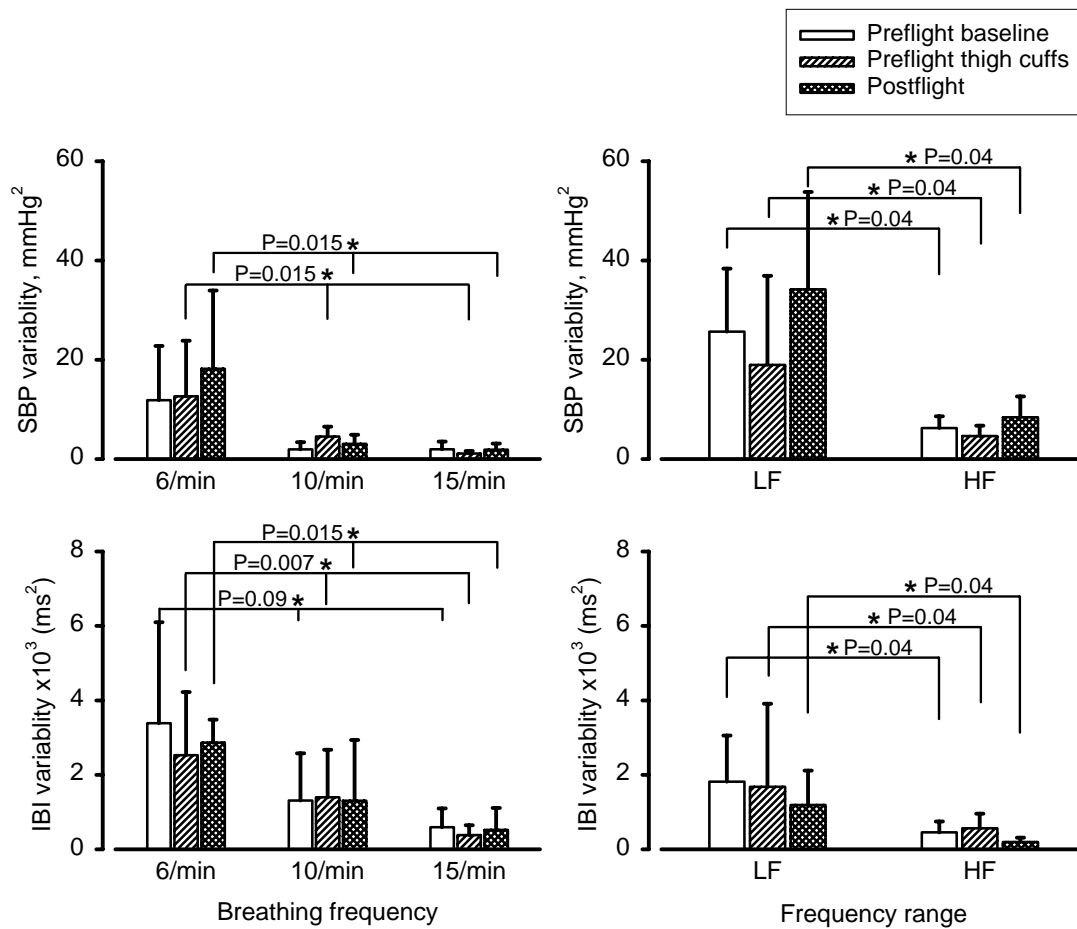 Preflight baseline
Preflight thigh cuffs
Postflight
SBP variablity, mmHg²
60
40
20
0
P=0.015 *
P=0.015 *
6/min 10/min 15/min
SBP variablity, mmHg²
60
40
20
0
* P=0.04
* P=0.04
* P=0.04
LF HF
IBI variablity x10³ (ms²)
8
6
4
2
0
P=0.015 *
P=0.007 *
P=0.09 *
6/min 10/min 15/min
Breathing frequency
IBI variablity x10³ (ms²)
8
6
4
2
0
* P=0.04
* P=0.04
* P=0.04
LF HF
Frequency range